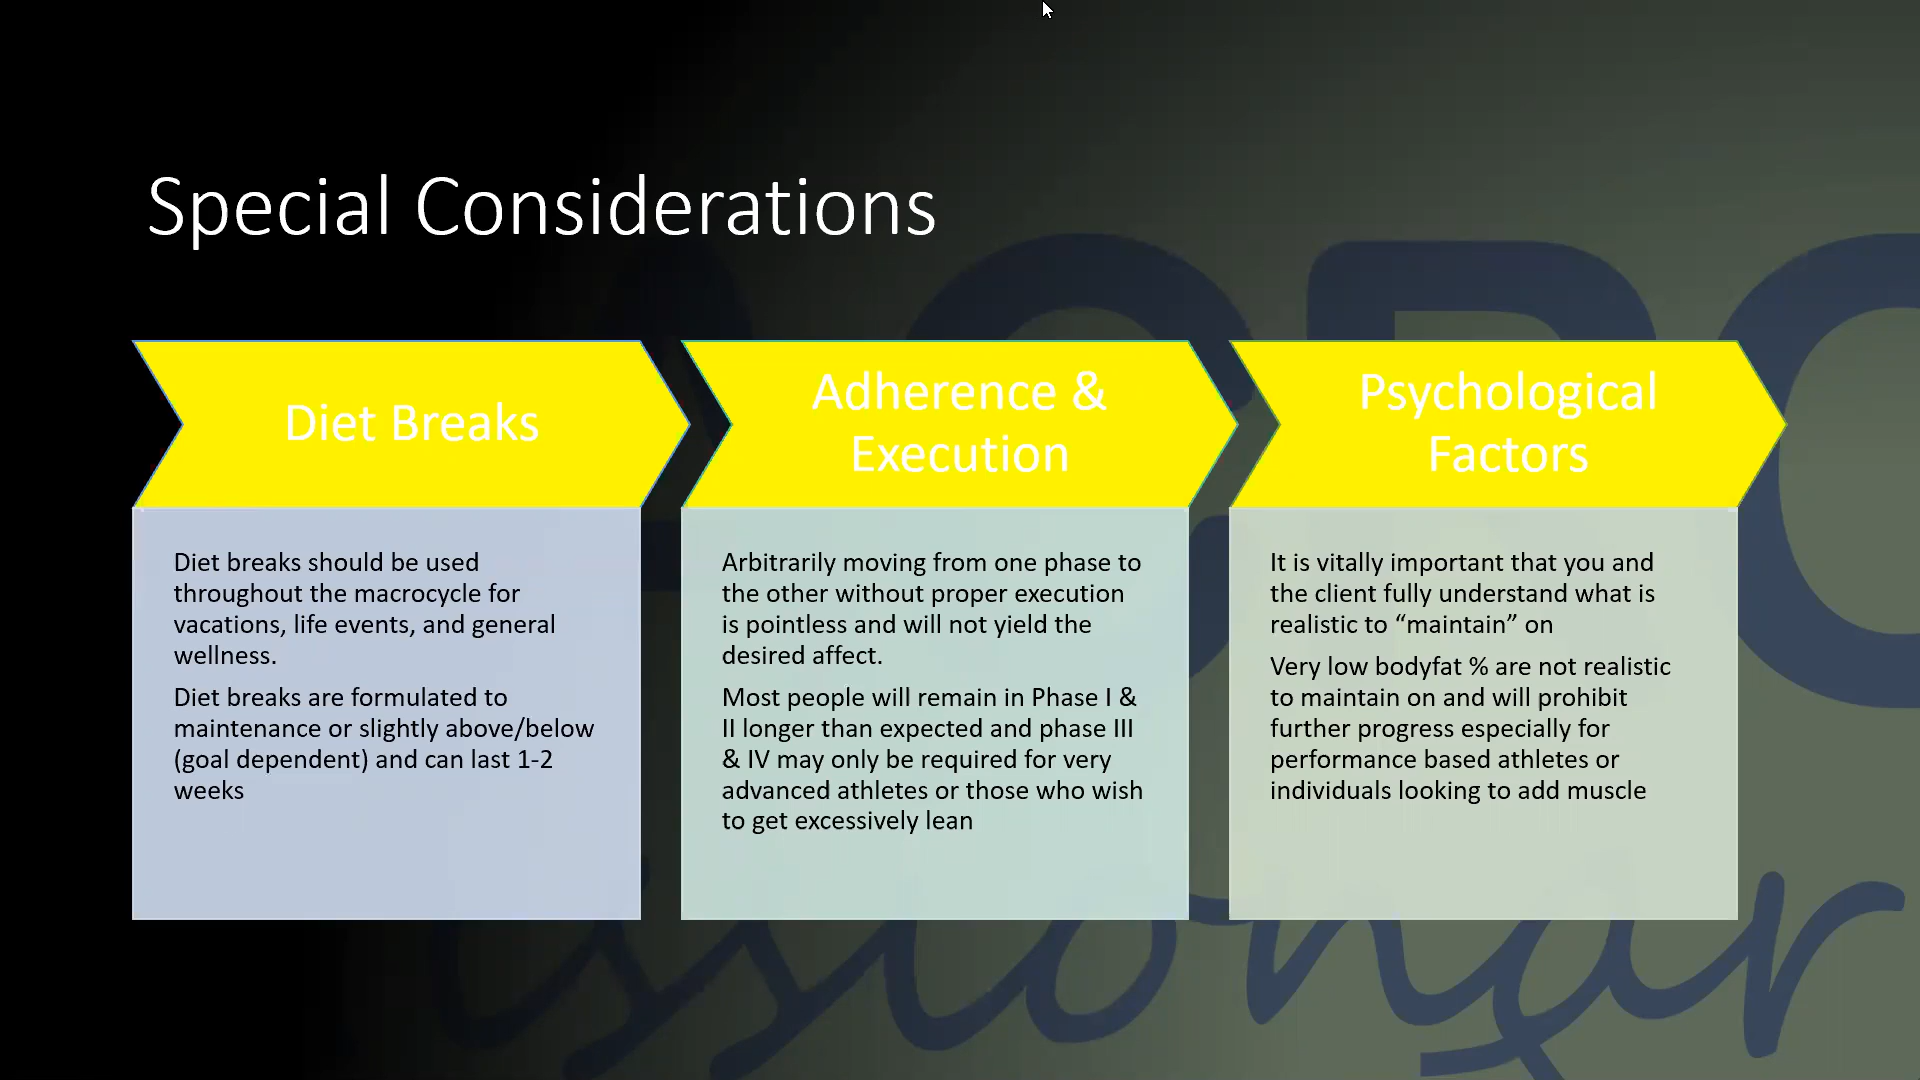 Special Considerations
Diet Breaks
Diet breaks should be used
throughout the macrocycle for
vacations, life events, and general
wellness.
Diet breaks are formulated to
maintenance or slightly above/below
(goal dependent) and can last 1-2
weeks
Adherence &
Execution
Arbitrarily moving from one phase to
the other without proper execution
is pointless and will not yield the
desired affect.
Most people will remain in Phase I &
II longer than expected and phase III
& IV may only be required for very
advanced athletes or those who wish
to get excessively lean
Psychological
Factors
It is vitally important that you and
the client fully understand what is
realistic to “maintain” on
Very low bodyfat % are not realistic
to maintain on and will prohibit
further progress especially for
performance based athletes or
individuals looking to add muscle